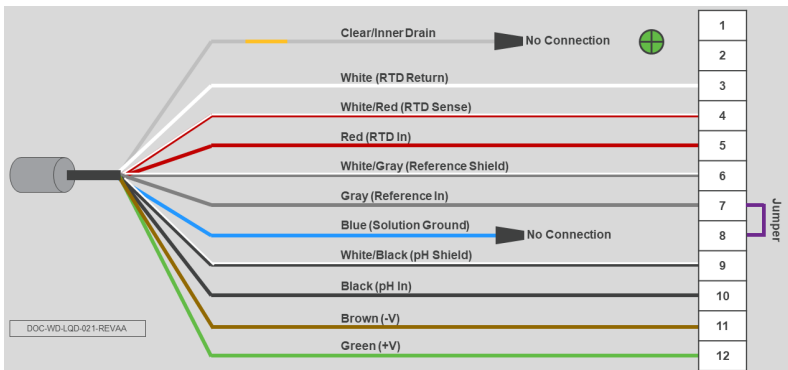 Clear/Inner Drain
No Connection
1
2
White (RTD Return)
3
White/Red (RTD Sense)
4
Red (RTD In)
5
White/Gray (Reference Shield)
6
Gray (Reference In)
7
Jumper
Blue (Solution Ground)
No Connection
8
White/Black (pH Shield)
9
Black (pH In)
10
Brown (-V)
11
DOC-WD-LQD-021-REVAA
Green (+V)
12